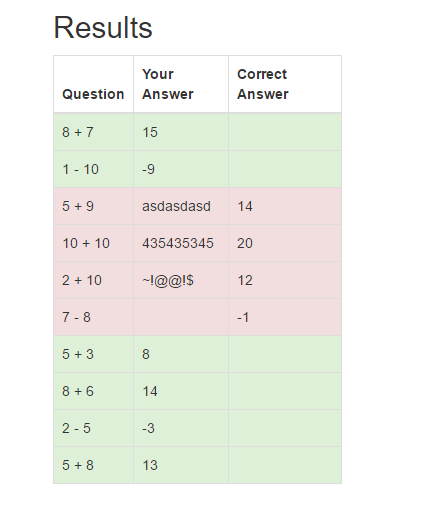 Results
Question Your Answer Correct Answer
8 + 7 15
1 - 10 -9
5 + 9 asdasdasd 14
10 + 10 435435345 20
2 + 10 ~!@@!$ 12
7 - 8 -1
5 + 3 8
8 + 6 14
2 - 5 -3
5 + 8 13